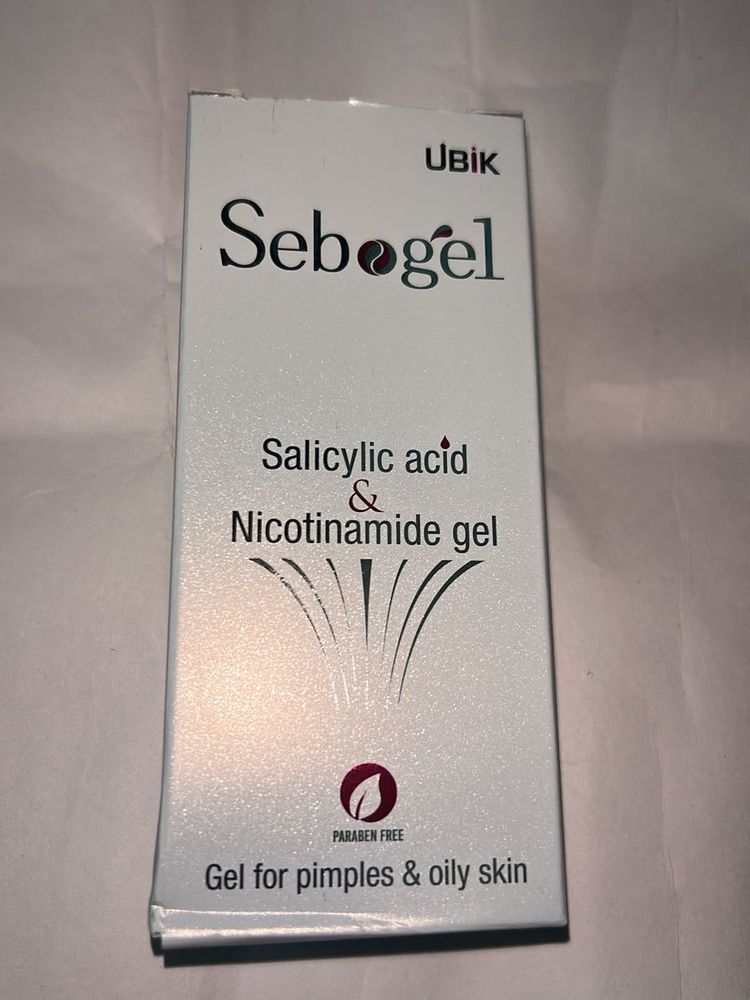 UBIK
Sebogel
Salicylic acid
&
Nicotinamide gel
PARABEN FREE
Gel for pimples & oily skin